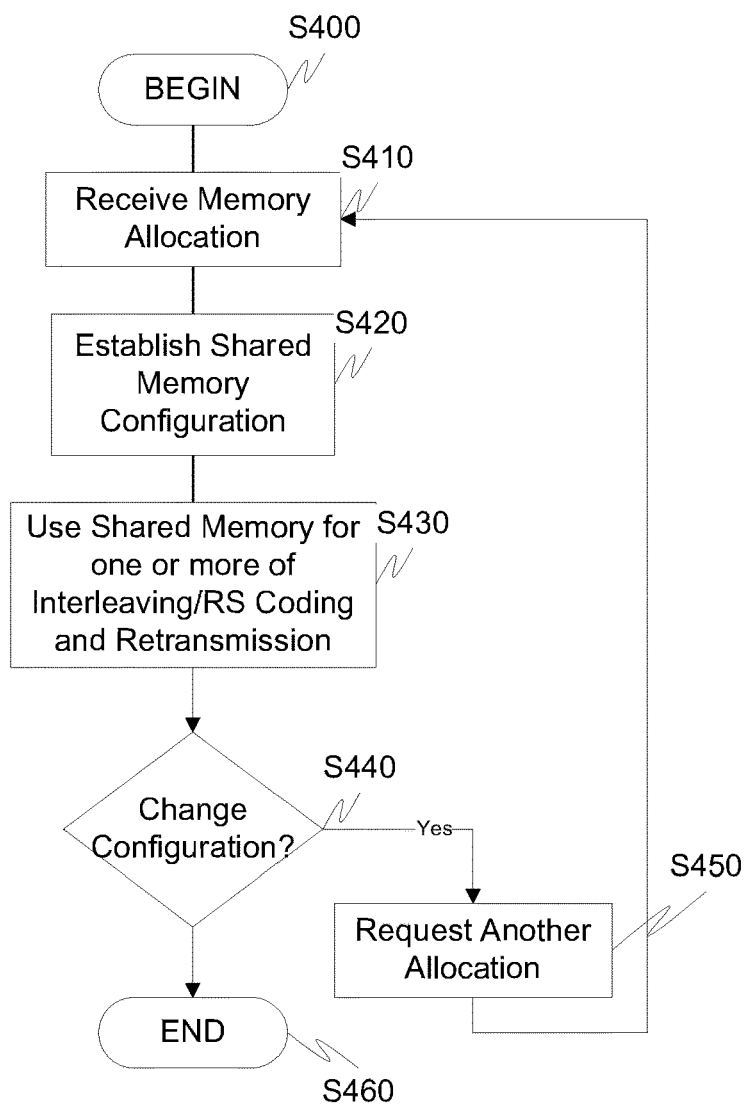 S400
BEGIN
S410
Receive Memory
Allocation
S420
Establish Shared
Memory
Configuration
S430
Use Shared Memory for
one or more of
Interleaving/RS Coding
and Retransmission
S440
Change
Configuration?
Yes
S450
Request Another
Allocation
END
S460